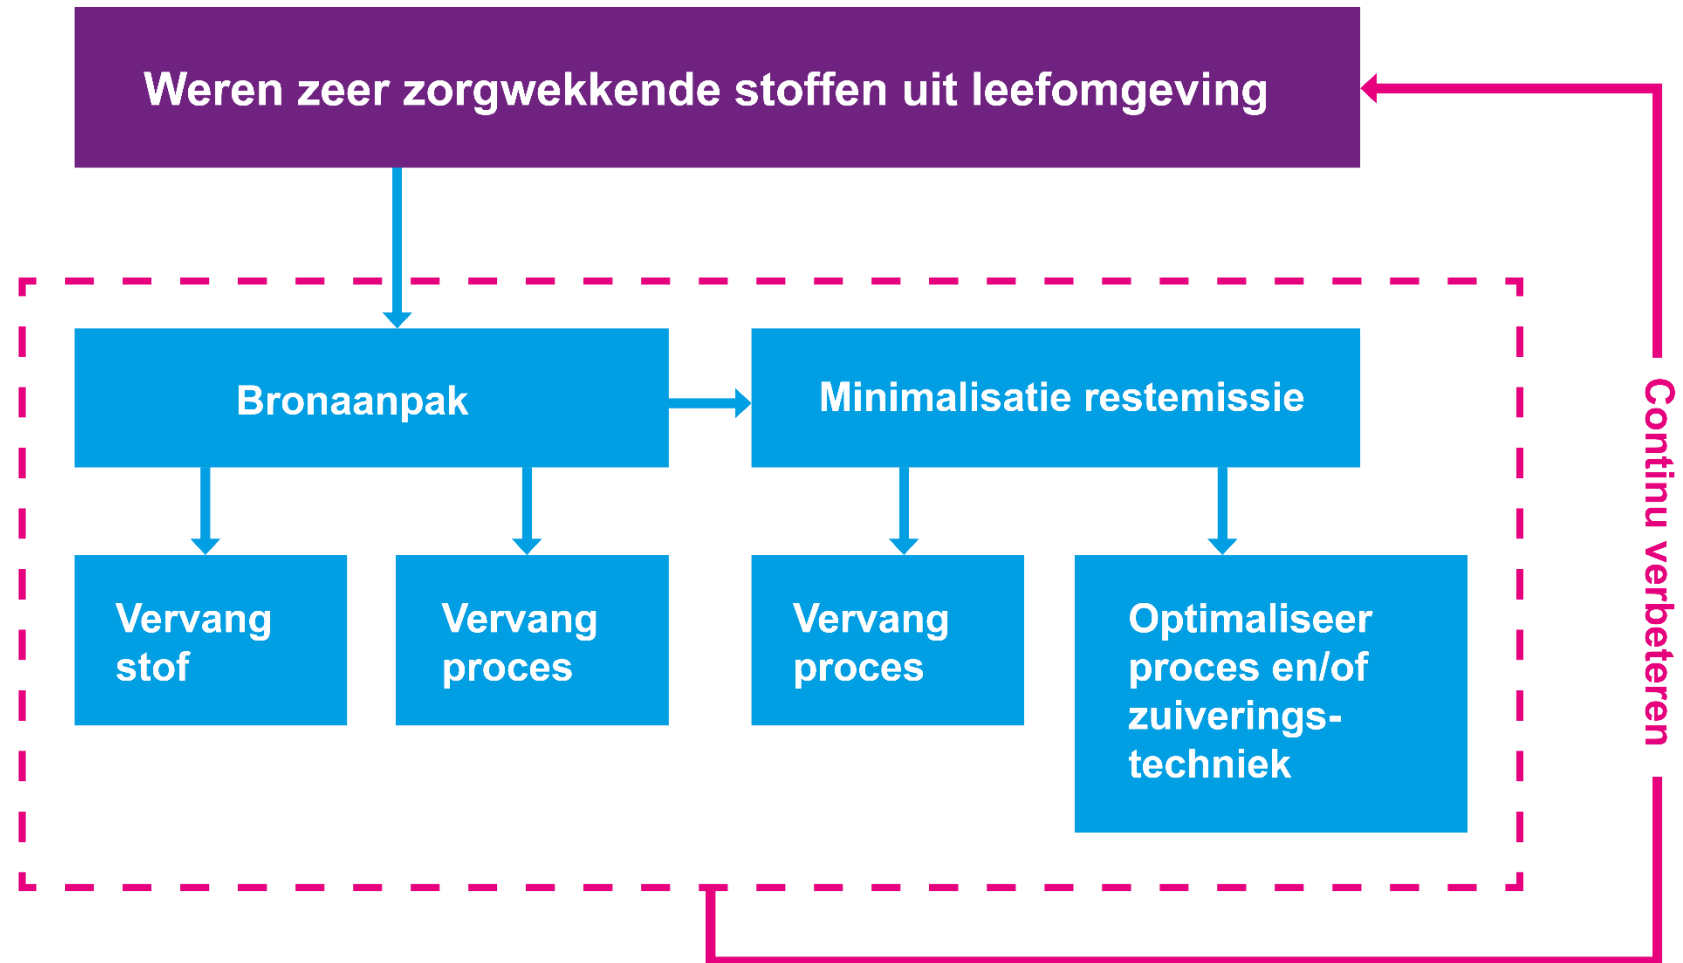 Weren zeer zorgwekkende stoffen uit leefomgeving
Bronaanpak
Minimalisatie restemissie
Vervang
stof
Vervang
proces
Vervang
proces
Optimaliseer
proces en/of
zuiverings-
techniek
Continu verbeteren